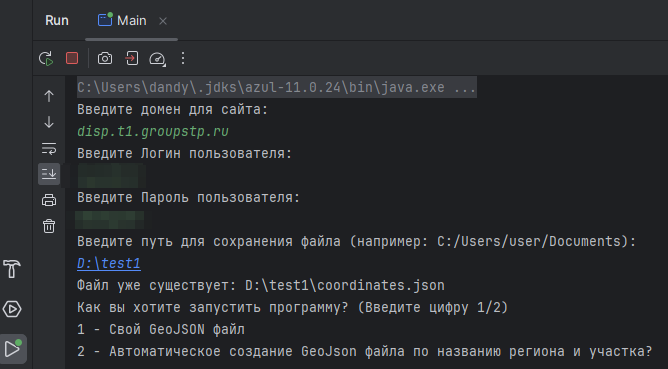 Run
Main
C:\Users\dandy\.jdks\azul-11.0.24\bin\java.exe ...
Введите домен для сайта:
disp.t1.groupstp.ru
Введите Логин пользователя:
Введите Пароль пользователя:
Введите путь для сохранения файла (например: C:/Users/user/Documents):
D:\test1
Файл уже существует: D:\test1\coordinates.json
Как вы хотите запустить программу? (Введите цифру 1/2)
1 - Свой GeoJSON файл
2 - Автоматическое создание GeoJson файла по названию региона и участка?